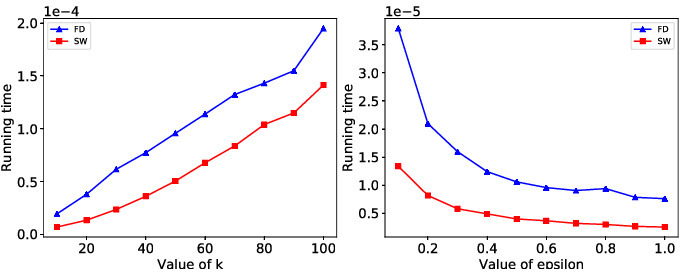 1e−4
2.0
1.5
1.0
0.5
0.0
Running time
FD
SW
20 40 60 80 100
Value of k
1e−5
3.5
3.0
2.5
2.0
1.5
1.0
0.5
Running time
FD
SW
0.2 0.4 0.6 0.8 1.0
Value of epsilon